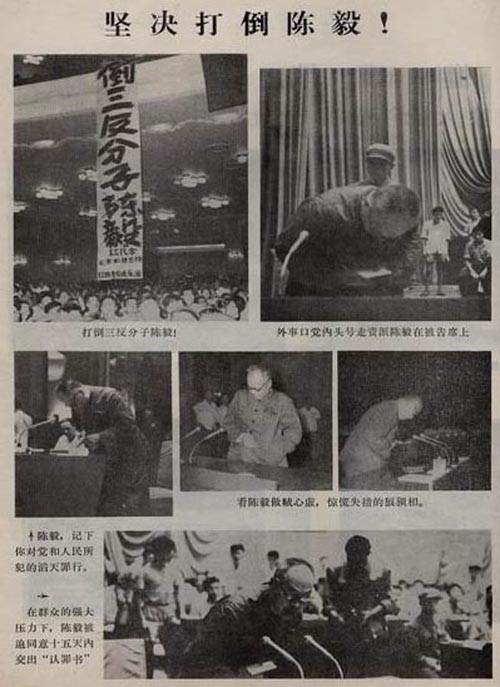 坚决打倒陈毅!
倒三反分子陈毅
红代会
打倒三反分子陈毅!
外事口党内头号走资派陈毅在被告席上
看陈毅做贼心虚,惊慌失措的狼狈相。
↑陈毅,记下
你对党和人民所
犯的滔天罪行。
→
在群众的强大
压力下,陈毅被
迫同意十五天内
交出“认罪书”